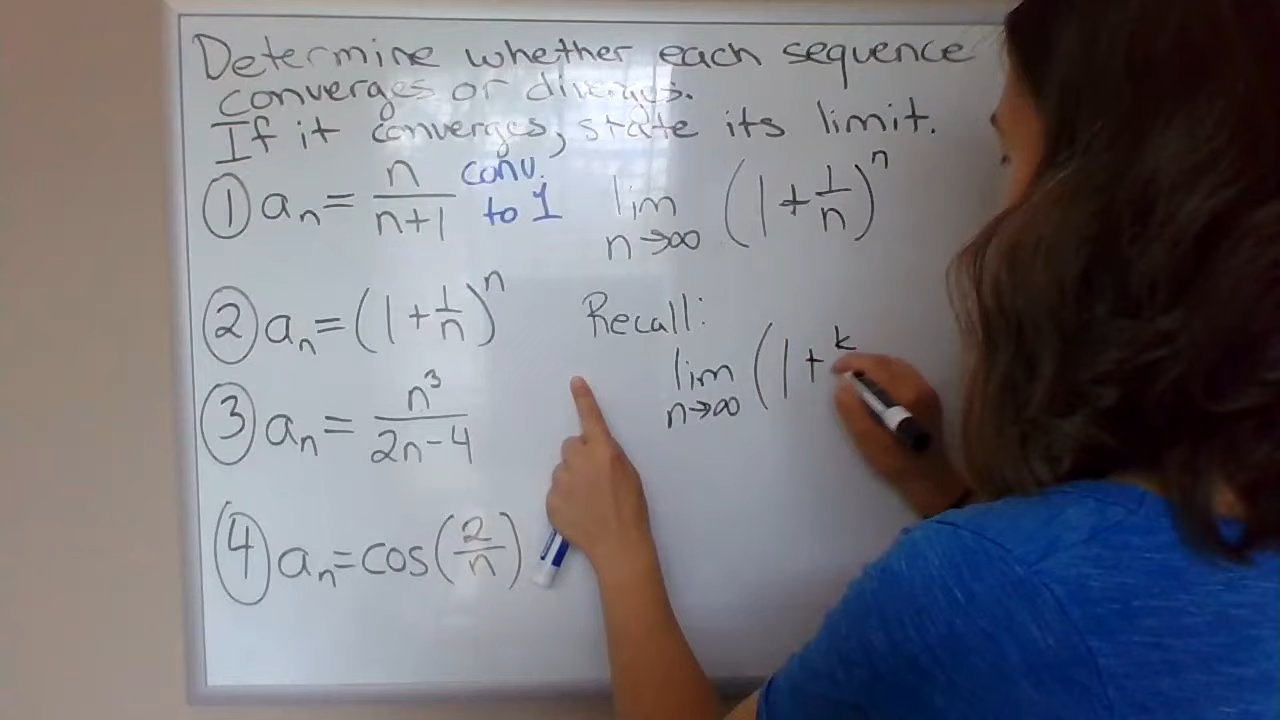 Determine whether each sequence
converges or diverges.
If it converges, state its limit.
① aₙ = n/(n+1) conv. to 1
lim n→∞ (1 + 1/n)ⁿ
② aₙ = (1 + 1/n)ⁿ
Recall:
lim n→∞ (1 + k
③ aₙ = n³/(2n-4)
④ aₙ = cos(2/n)